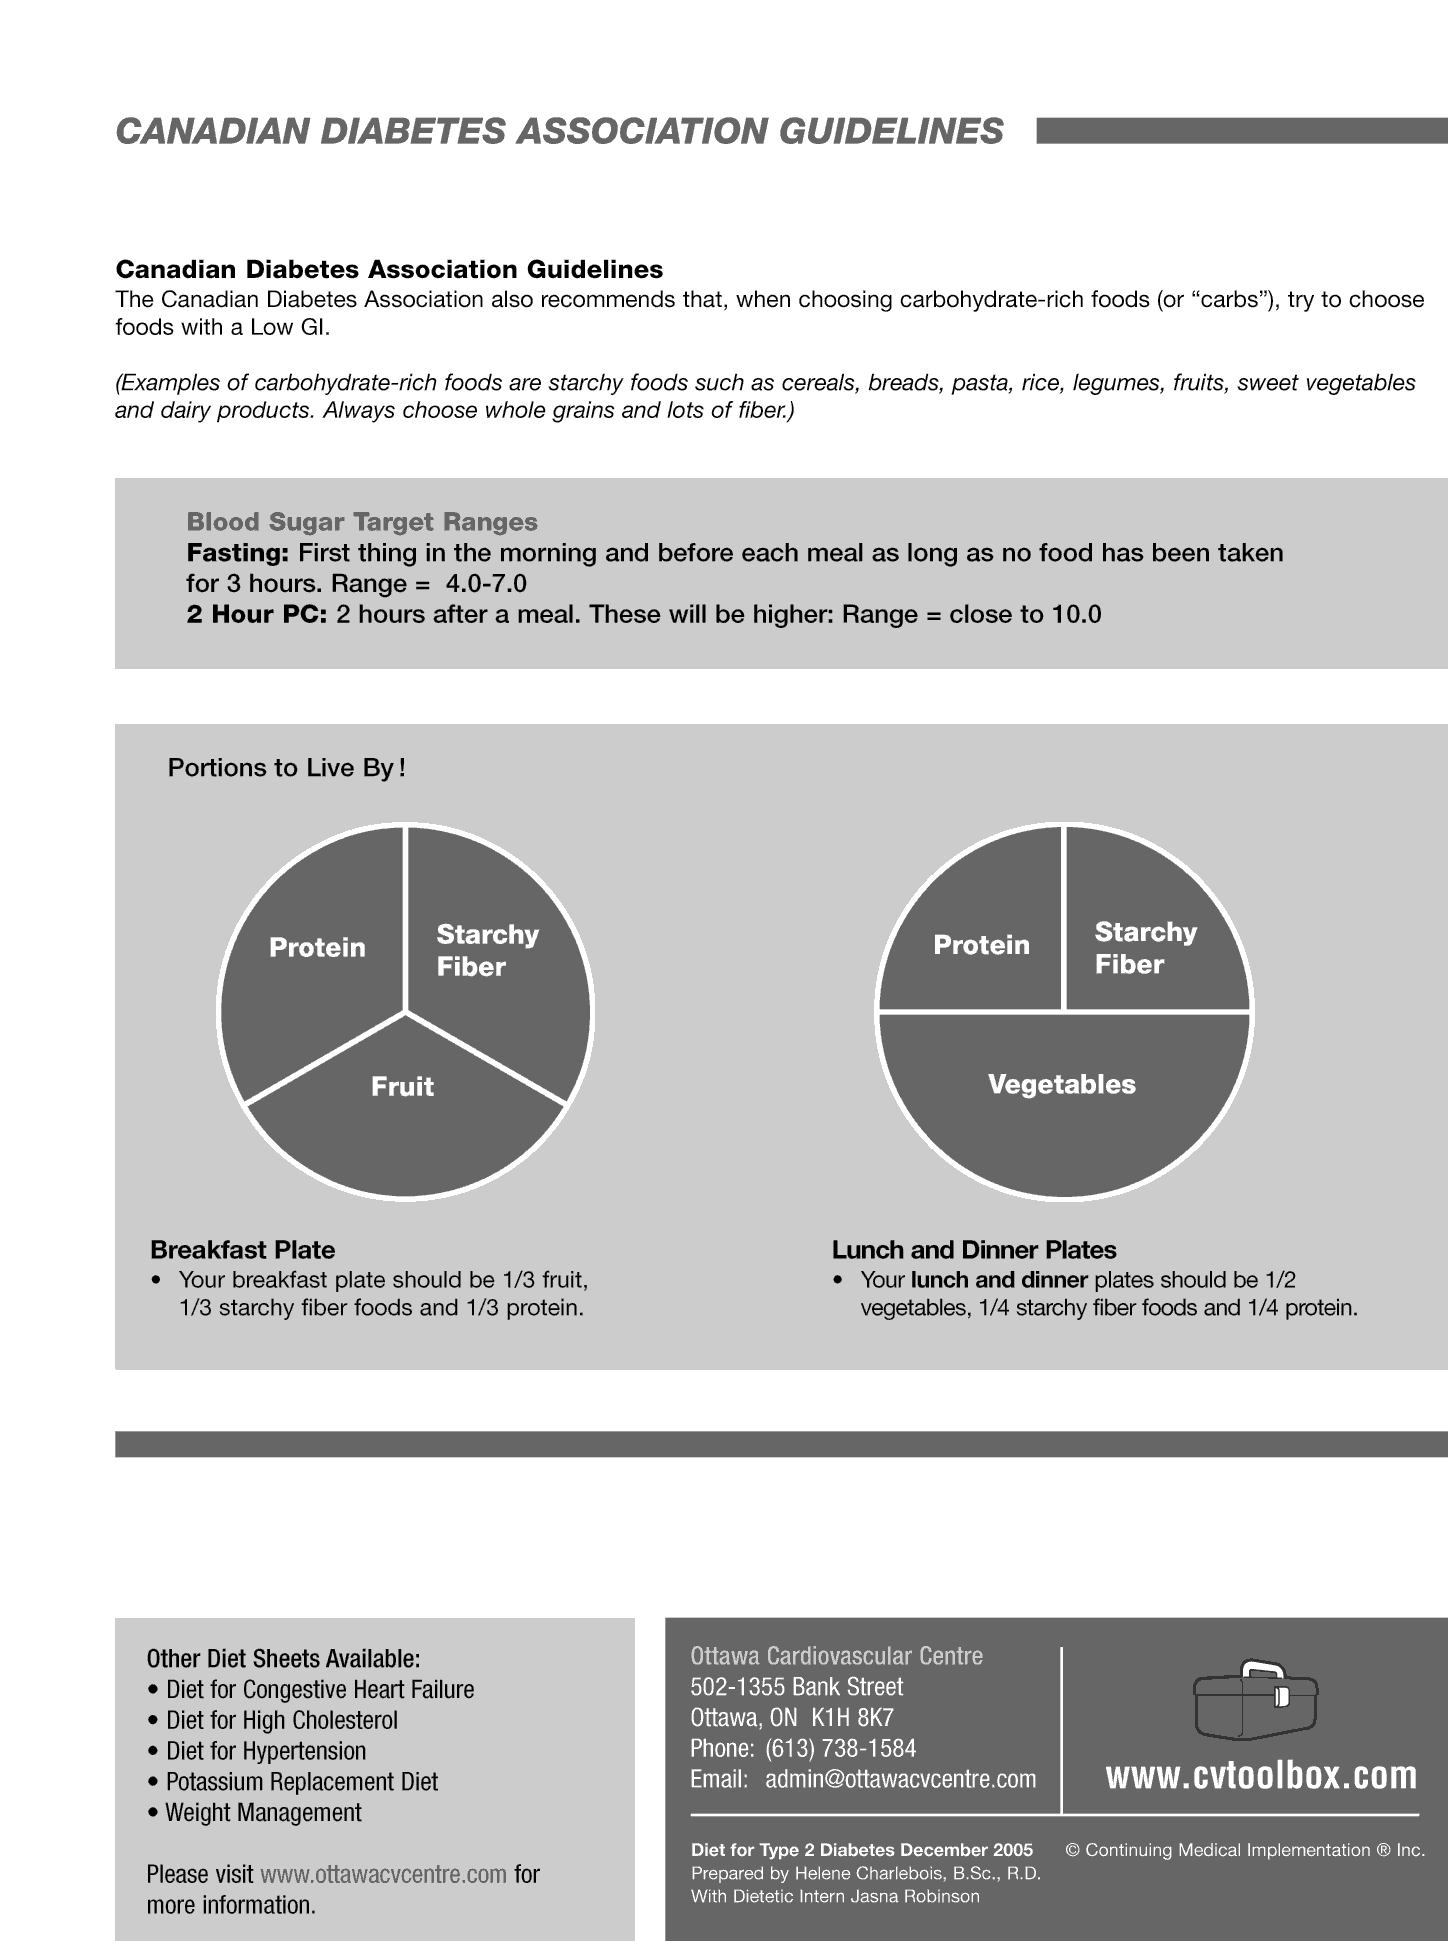 CANADIAN DIABETES ASSOCIATION GUIDELINES
Canadian Diabetes Association Guidelines
The Canadian Diabetes Association also recommends that, when choosing carbohydrate-rich foods (or “carbs”), try to choose
foods with a Low GI.
(Examples of carbohydrate-rich foods are starchy foods such as cereals, breads, pasta, rice, legumes, fruits, sweet vegetables
and dairy products. Always choose whole grains and lots of fiber.)
Blood Sugar Target Ranges
Fasting: First thing in the morning and before each meal as long as no food has been taken
for 3 hours. Range = 4.0-7.0
2 Hour PC: 2 hours after a meal. These will be higher: Range = close to 10.0
Portions to Live By !
Protein
Starchy
Fiber
Fruit
Protein
Starchy
Fiber
Vegetables
Breakfast Plate
• Your breakfast plate should be 1/3 fruit,
1/3 starchy fiber foods and 1/3 protein.
Lunch and Dinner Plates
• Your lunch and dinner plates should be 1/2
vegetables, 1/4 starchy fiber foods and 1/4 protein.
Other Diet Sheets Available:
• Diet for Congestive Heart Failure
• Diet for High Cholesterol
• Diet for Hypertension
• Potassium Replacement Diet
• Weight Management
Please visit www.ottawacvcentre.com for
more information.
Ottawa Cardiovascular Centre
502-1355 Bank Street
Ottawa, ON K1H 8K7
Phone: (613) 738-1584
Email: admin@ottawacvcentre.com
www.cvtoolbox.com
Diet for Type 2 Diabetes December 2005
Prepared by Helene Charlebois, B.Sc., R.D.
With Dietetic Intern Jasna Robinson
© Continuing Medical Implementation ® Inc.